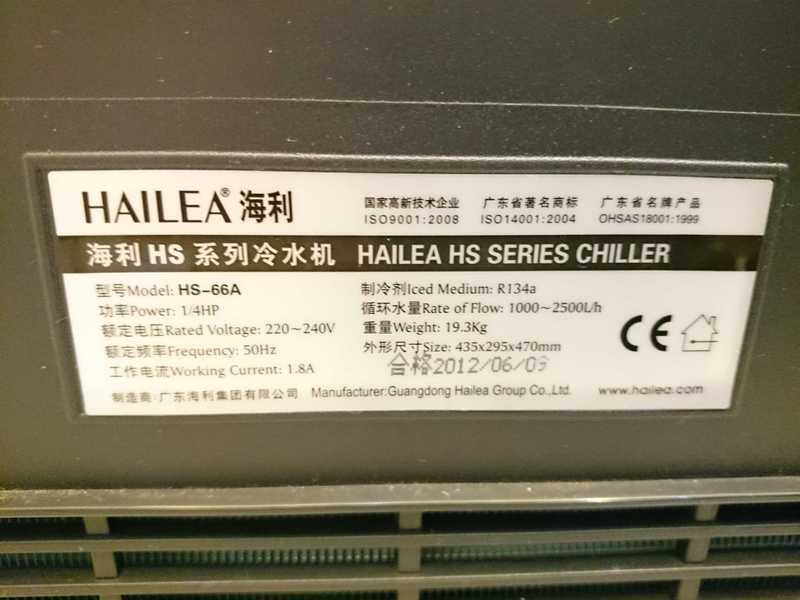 HAILEA® 海利
国家高新技术企业 广东省著名商标 广东省名牌产品
ISO9001:2008 ISO14001:2004 OHSAS18001:1999
海利 HS 系列冷水机 HAILEA HS SERIES CHILLER
型号Model: HS-66A
功率Power: 1/4HP
额定电压Rated Voltage: 220~240V
额定频率Frequency: 50Hz
工作电流Working Current: 1.8A
制冷剂Iced Medium: R134a
循环水量Rate of Flow: 1000~2500L/h
重量Weight: 19.3Kg
外形尺寸Size: 435x295x470mm
合格2012/06/09
CE
制造商:广东海利集团有限公司 Manufacturer:Guangdong Hailea Group Co.,Ltd. www.hailea.com